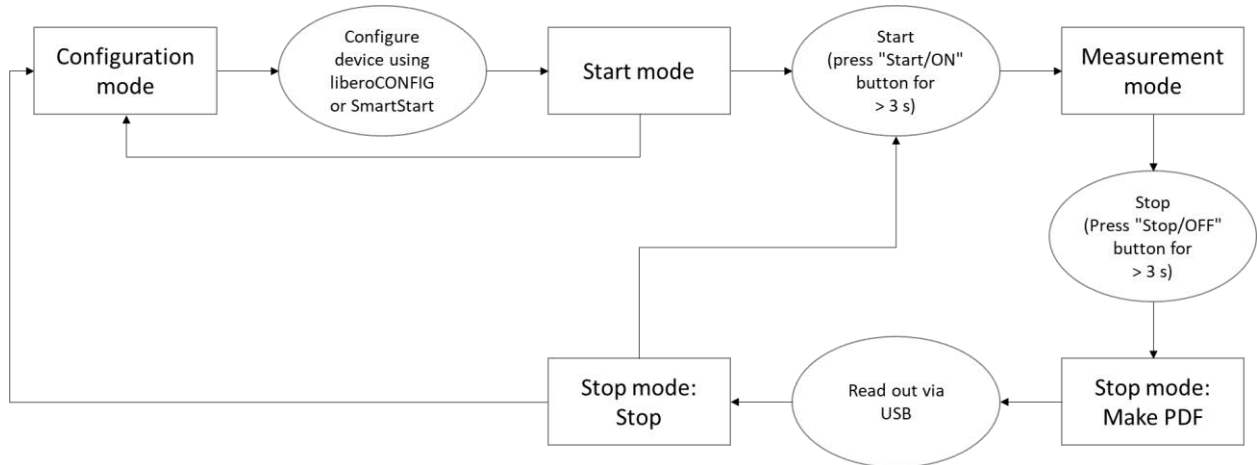 Configuration
mode
Configure
device using
liberoCONFIG
or SmartStart
Start mode
Start
(press "Start/ON"
button for
> 3 s)
Measurement
mode
Stop
(Press "Stop/OFF"
button for
> 3 s)
Stop mode:
Make PDF
Read out via
USB
Stop mode:
Stop